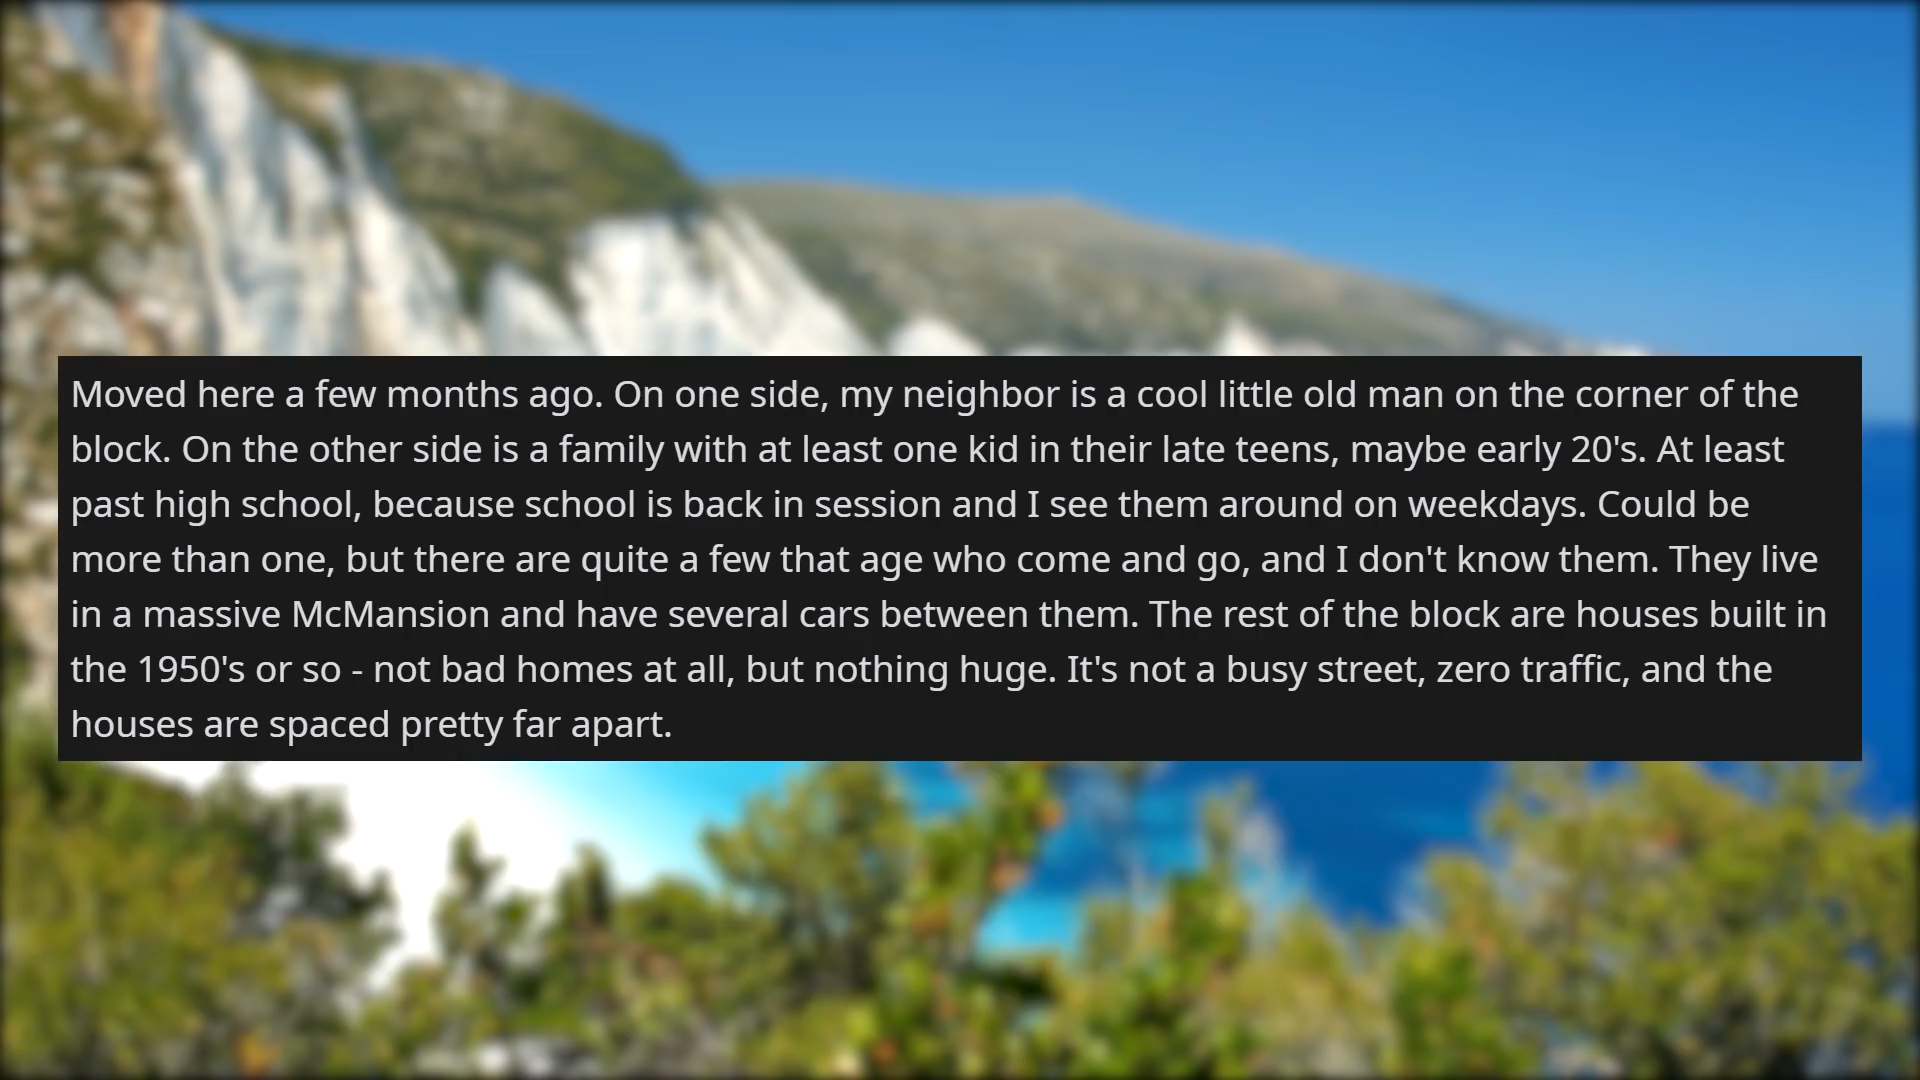 Moved here a few months ago. On one side, my neighbor is a cool little old man on the corner of the
block. On the other side is a family with at least one kid in their late teens, maybe early 20's. At least
past high school, because school is back in session and I see them around on weekdays. Could be
more than one, but there are quite a few that age who come and go, and I don't know them. They live
in a massive McMansion and have several cars between them. The rest of the block are houses built in
the 1950's or so - not bad homes at all, but nothing huge. It's not a busy street, zero traffic, and the
houses are spaced pretty far apart.